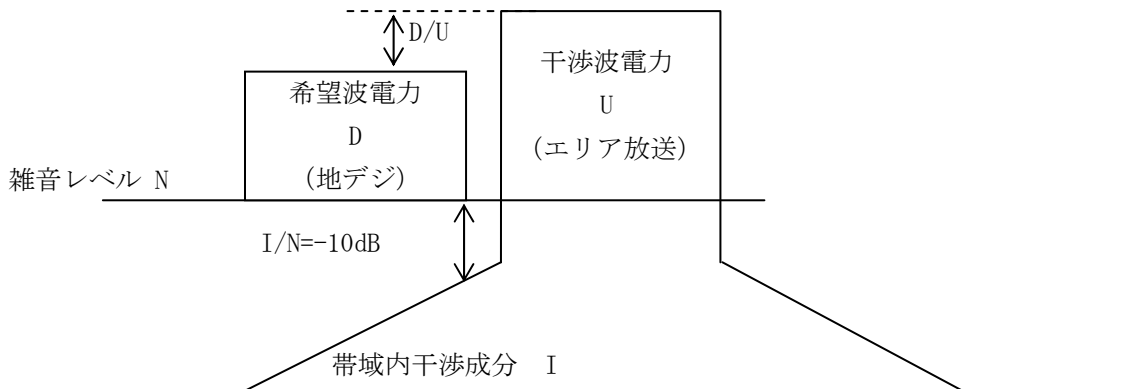 D/U
希望波電力
D
(地デジ)
干渉波電力
U
(エリア放送)
雑音レベル N
I/N=-10dB
帯域内干渉成分 I